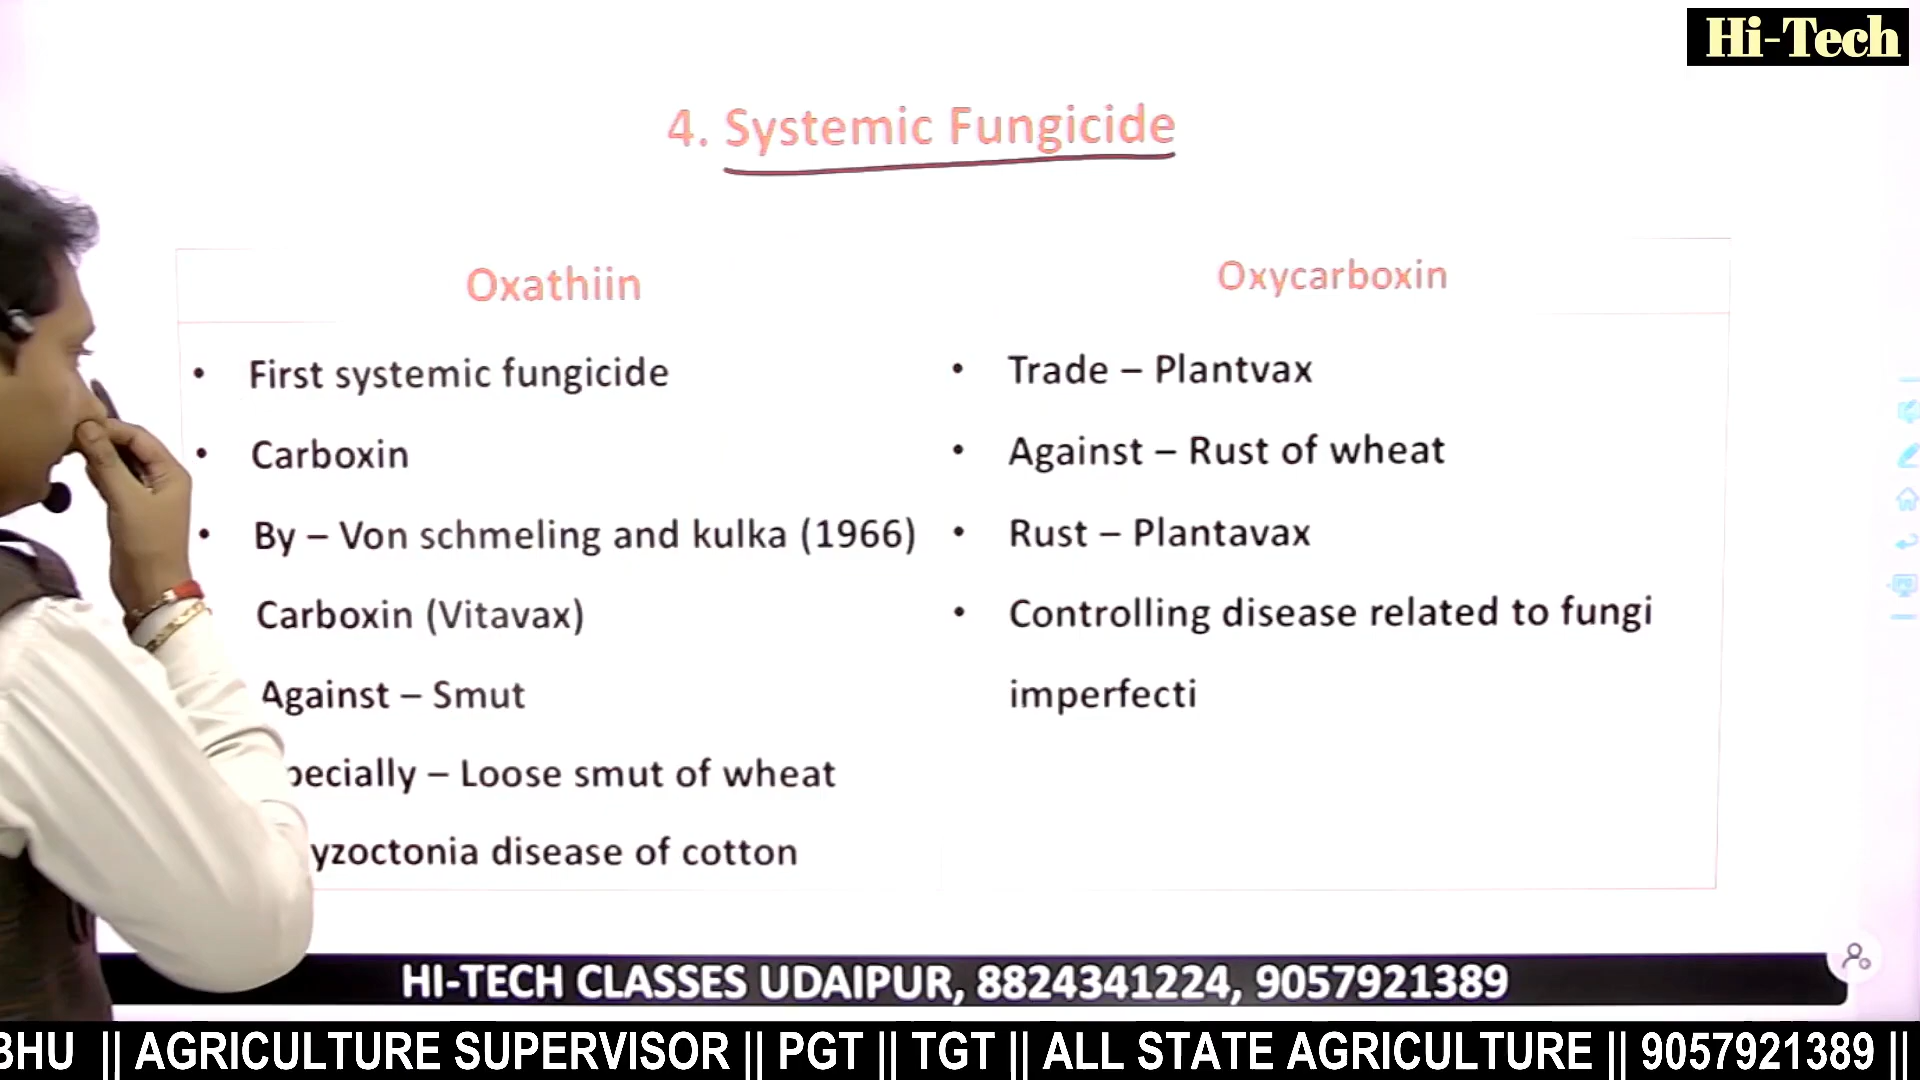 Hi-Tech
4. Systemic Fungicide
Oxathiin
• First systemic fungicide
• Carboxin
• By – Von schmeling and kulka (1966)
Carboxin (Vitavax)
Against – Smut
pecially – Loose smut of wheat
yzoctonia disease of cotton
Oxycarboxin
• Trade – Plantvax
• Against – Rust of wheat
• Rust – Plantavax
• Controlling disease related to fungi
imperfecti
HI-TECH CLASSES UDAIPUR, 8824341224, 9057921389
BHU || AGRICULTURE SUPERVISOR || PGT || TGT || ALL STATE AGRICULTURE || 9057921389 ||